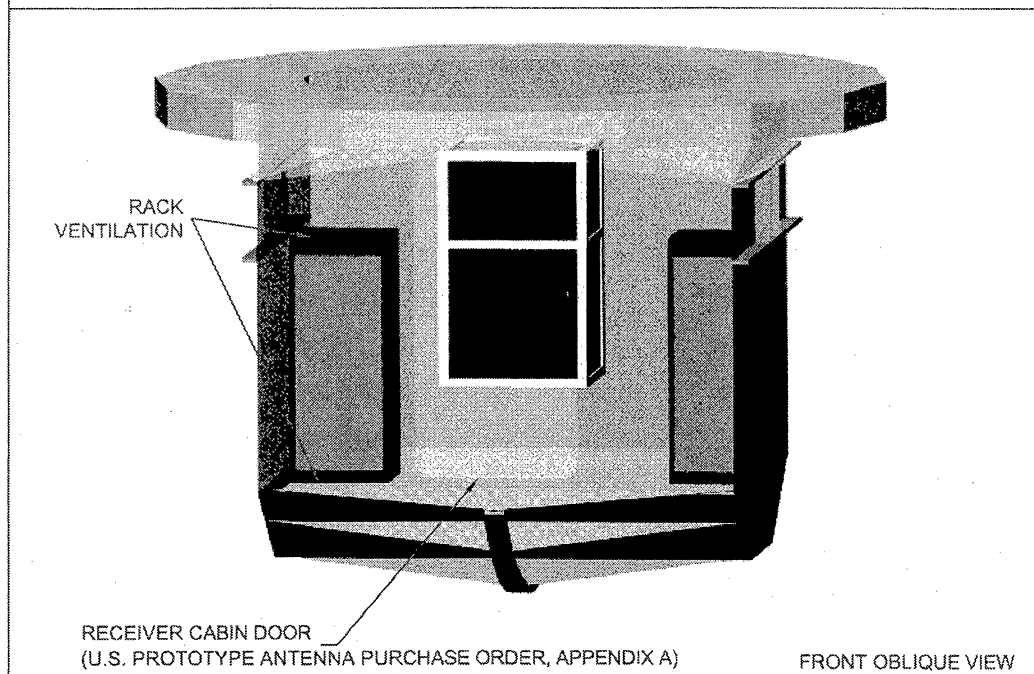 RACK
VENTILATION
RECEIVER CABIN DOOR
(U.S. PROTOTYPE ANTENNA PURCHASE ORDER, APPENDIX A)
FRONT OBLIQUE VIEW